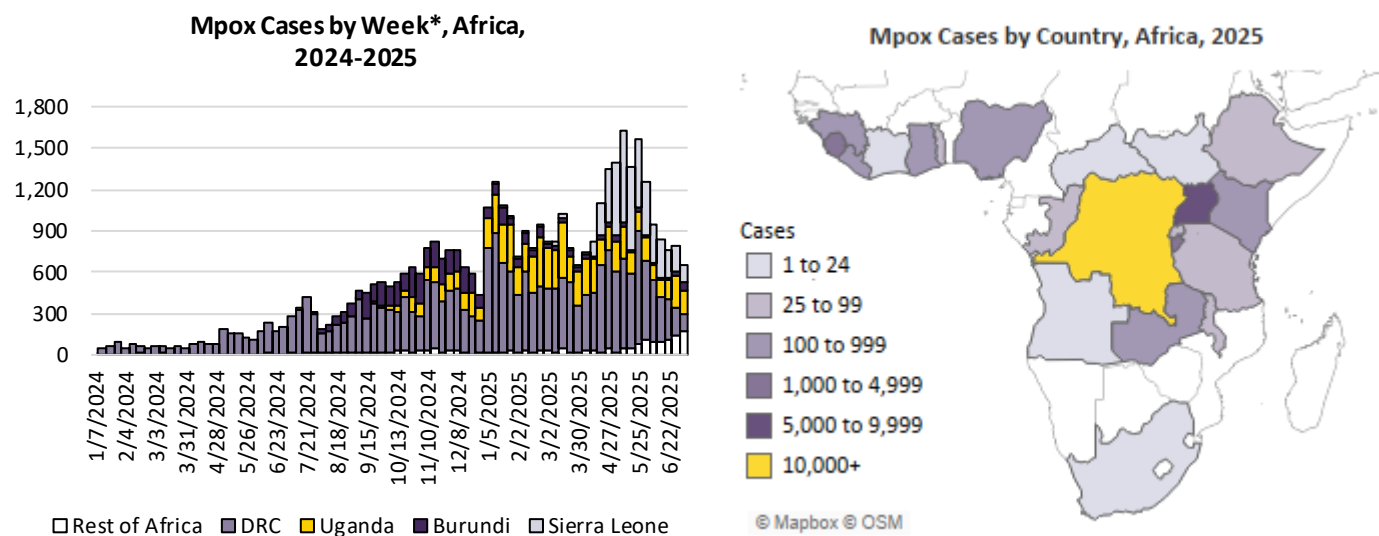 Mpox Cases by Week*, Africa,
2024-2025
1,800
1,500
1,200
900
600
300
0
1/7/2024
2/4/2024
3/3/2024
3/31/2024
4/28/2024
5/26/2024
6/23/2024
7/21/2024
8/18/2024
9/15/2024
10/13/2024
11/10/2024
12/8/2024
1/5/2025
2/2/2025
3/2/2025
3/30/2025
4/27/2025
5/25/2025
6/22/2025
Rest of Africa
DRC
Uganda
Burundi
Sierra Leone
Mpox Cases by Country, Africa, 2025
Cases
1 to 24
25 to 99
100 to 999
1,000 to 4,999
5,000 to 9,999
10,000+
© Mapbox © OSM